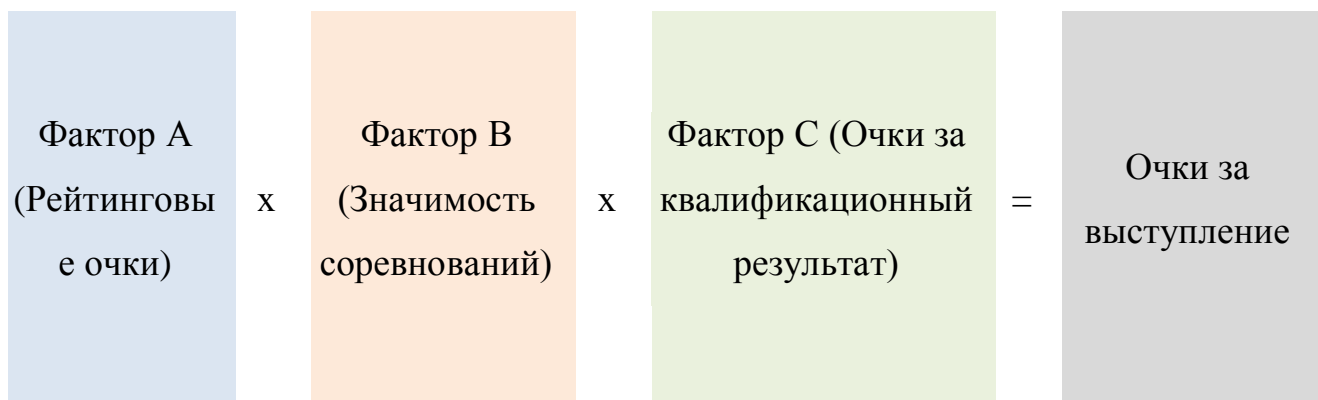 Фактор А
(Рейтинговы
е очки)
х
Фактор В
(Значимость
соревнований)
х
Фактор С (Очки за
квалификационный
результат)
=
Очки за
выступление